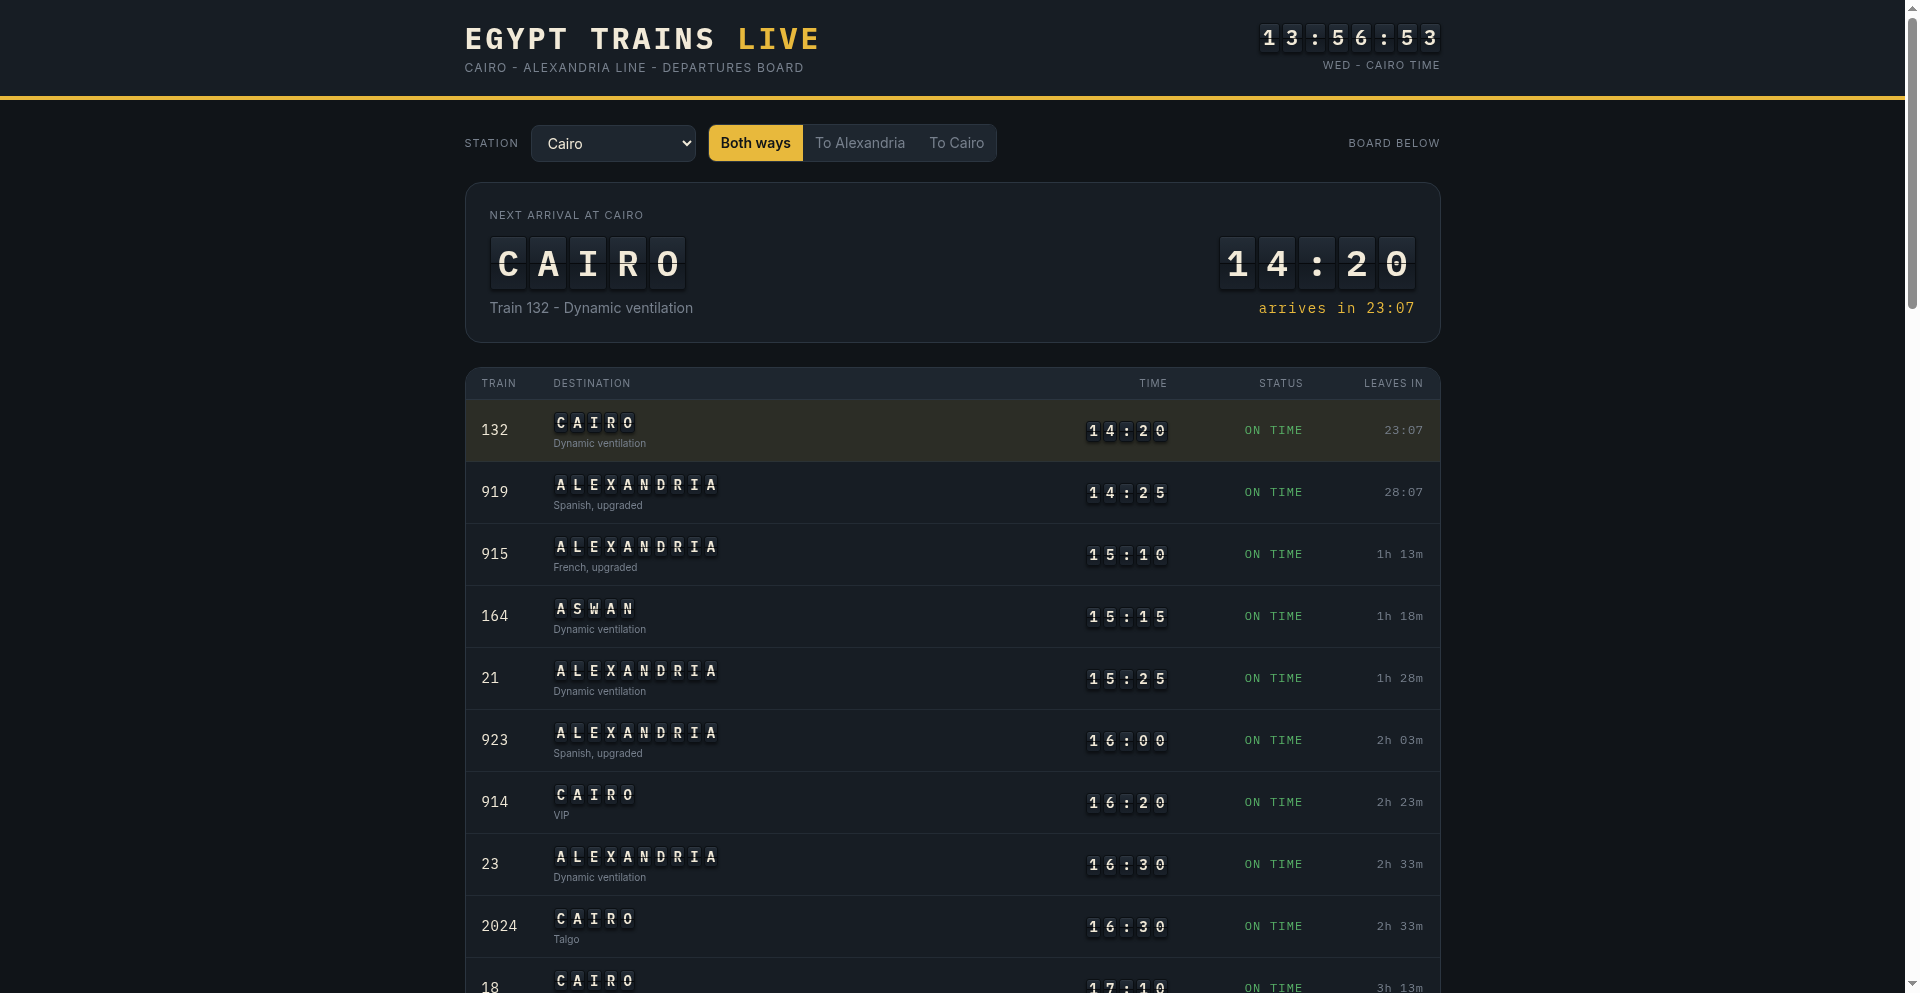 EGYPT TRAINS LIVE
CAIRO - ALEXANDRIA LINE - DEPARTURES BOARD
13:56:53
WED - CAIRO TIME
STATION Cairo Both ways To Alexandria To Cairo BOARD BELOW
NEXT ARRIVAL AT CAIRO
CAIRO 14:20
Train 132 - Dynamic ventilation arrives in 23:07
TRAIN DESTINATION TIME STATUS LEAVES IN
132 CAIRO 14:20 ON TIME 23:07
Dynamic ventilation
919 ALEXANDRIA 14:25 ON TIME 28:07
Spanish, upgraded
915 ALEXANDRIA 15:10 ON TIME 1h 13m
French, upgraded
164 ASWAN 15:15 ON TIME 1h 18m
Dynamic ventilation
21 ALEXANDRIA 15:25 ON TIME 1h 28m
Dynamic ventilation
923 ALEXANDRIA 16:00 ON TIME 2h 03m
Spanish, upgraded
914 CAIRO 16:20 ON TIME 2h 23m
VIP
23 ALEXANDRIA 16:30 ON TIME 2h 33m
Dynamic ventilation
2024 CAIRO 16:30 ON TIME 2h 33m
Talgo
18 CAIRO 17:10 ON TIME 3h 13m